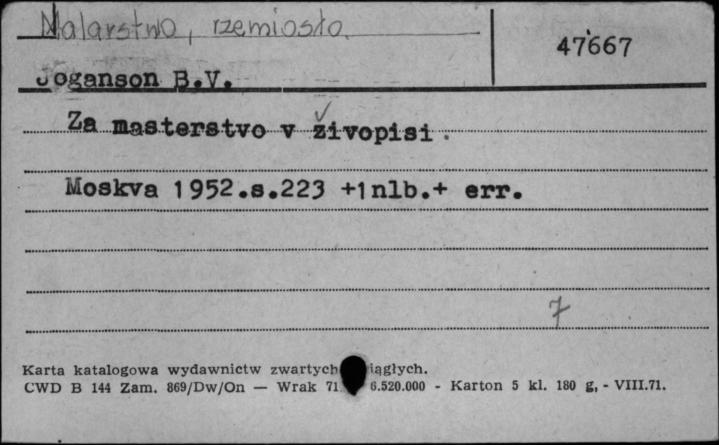 Malarstwo, rzemiosło.
47667
Joganson B.V.
Za masterstvo v živopisi.
Moskva 1952.s.223 +1nlb.+ err.
7
Karta katalogowa wydawnictw zwartych iągłych.
CWD B 144 Zam. 869/Dw/On — Wrak 71 6.520.000 - Karton 5 kl. 180 g, - VIII.71.